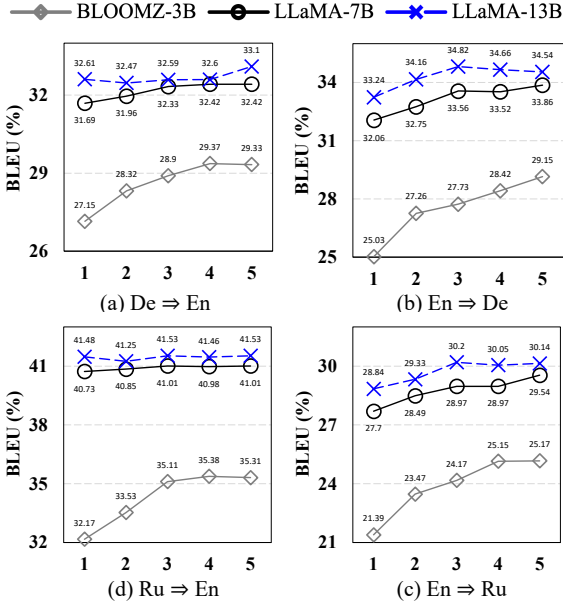 BLOOMZ-3B LLaMA-7B LLaMA-13B
BLEU (%)
32
29
26
32.61 32.47 32.59 32.6 33.1
31.69 31.96 32.33 32.42 32.42
27.15 28.32 28.9 29.37 29.33
1 2 3 4 5
(a) De ⇒ En
BLEU (%)
34
31
28
25
33.24 34.16 34.82 34.66 34.54
32.06 32.75 33.56 33.52 33.86
25.03 27.26 27.73 28.42 29.15
1 2 3 4 5
(b) En ⇒ De
BLEU (%)
41
38
35
32
41.48 41.25 41.53 41.46 41.53
40.73 40.85 41.01 40.98 41.01
32.17 33.53 35.11 35.38 35.31
1 2 3 4 5
(d) Ru ⇒ En
BLEU (%)
30
27
24
21
28.84 29.33 30.2 30.05 30.14
27.7 28.49 28.97 28.97 29.54
21.39 23.47 24.17 25.15 25.17
1 2 3 4 5
(c) En ⇒ Ru